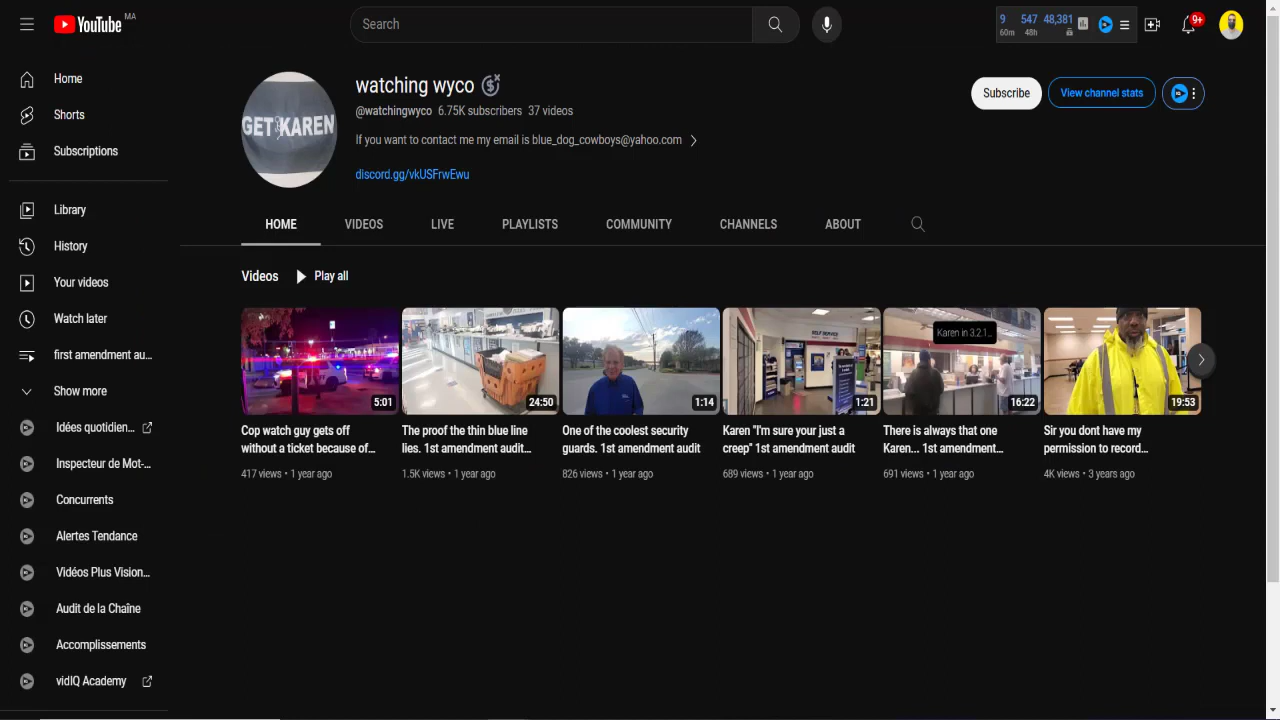 YouTube MA
Search
9 547 48,381
60m 48h
9+
Home
Shorts
Subscriptions
Library
History
Your videos
Watch later
first amendment au...
Show more
Idées quotidien...
Inspecteur de Mot-...
Concurrents
Alertes Tendance
Vidéos Plus Vision...
Audit de la Chaîne
Accomplissements
vidIQ Academy
GET KAREN
watching wyco
@watchingwyco 6.75K subscribers 37 videos
If you want to contact me my email is blue_dog_cowboys@yahoo.com
discord.gg/vkUSFrwEwu
Subscribe
View channel stats
HOME VIDEOS LIVE PLAYLISTS COMMUNITY CHANNELS ABOUT
Videos Play all
5:01
Cop watch guy gets off
without a ticket because of...
417 views • 1 year ago
24:50
The proof the thin blue line
lies. 1st amendment audit...
1.5K views • 1 year ago
1:14
One of the coolest security
guards. 1st amendment audit
826 views • 1 year ago
SELF SERVICE
1:21
Karen "I'm sure your just a
creep" 1st amendment audit
689 views • 1 year ago
Karen in 3.2.1...
16:22
There is always that one
Karen... 1st amendment...
691 views • 1 year ago
19:53
Sir you dont have my
permission to record...
4K views • 3 years ago